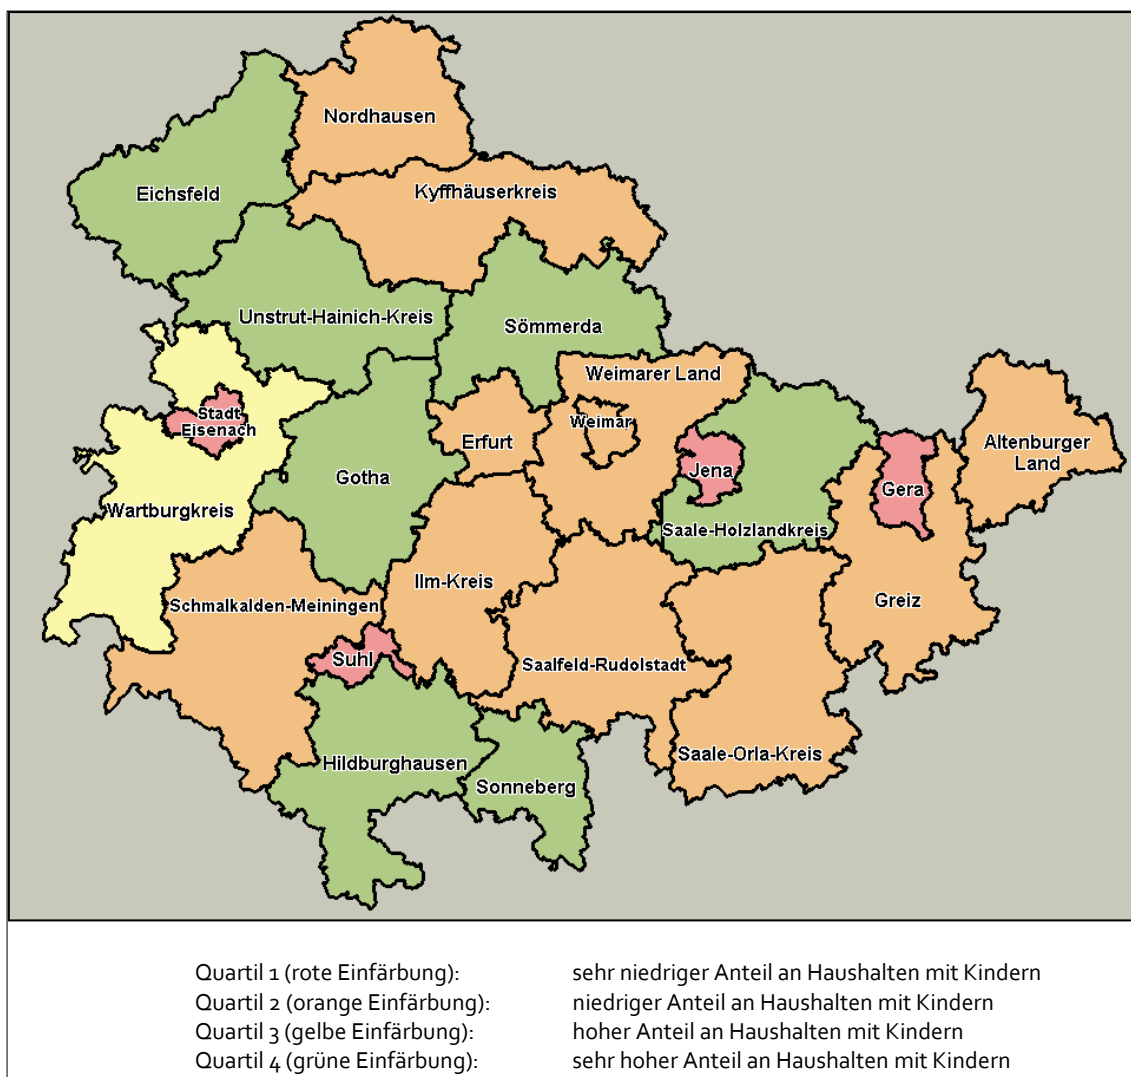 Nordhausen
Eichsfeld
Kyffhäuserkreis
Unstrut-Hainich-Kreis
Sömmerda
Weimarer Land
Stadt
Eisenach
Weimar
Erfurt
Altenburger
Land
Jena
Gotha
Gera
Wartburgkreis
Saale-Holzlandkreis
Ilm-Kreis
Schmalkalden-Meiningen
Greiz
Suhl
Saalfeld-Rudolstadt
Saale-Orla-Kreis
Hildburghausen
Sonneberg
Quartil 1 (rote Einfärbung): sehr niedriger Anteil an Haushalten mit Kindern
Quartil 2 (orange Einfärbung): niedriger Anteil an Haushalten mit Kindern
Quartil 3 (gelbe Einfärbung): hoher Anteil an Haushalten mit Kindern
Quartil 4 (grüne Einfärbung): sehr hoher Anteil an Haushalten mit Kindern